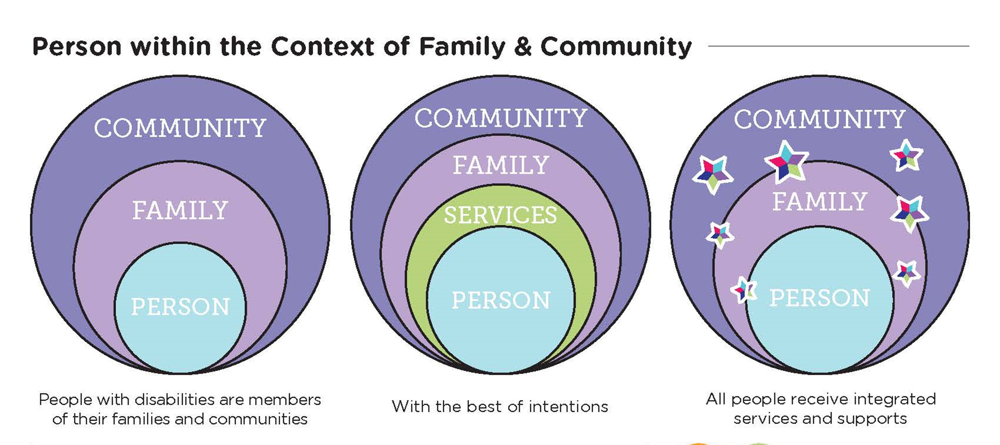 Person within the Context of Family & Community
COMMUNITY
FAMILY
PERSON
People with disabilities are members
of their families and communities
COMMUNITY
FAMILY
SERVICES
PERSON
With the best of intentions
COMMUNITY
FAMILY
PERSON
All people receive integrated
services and supports